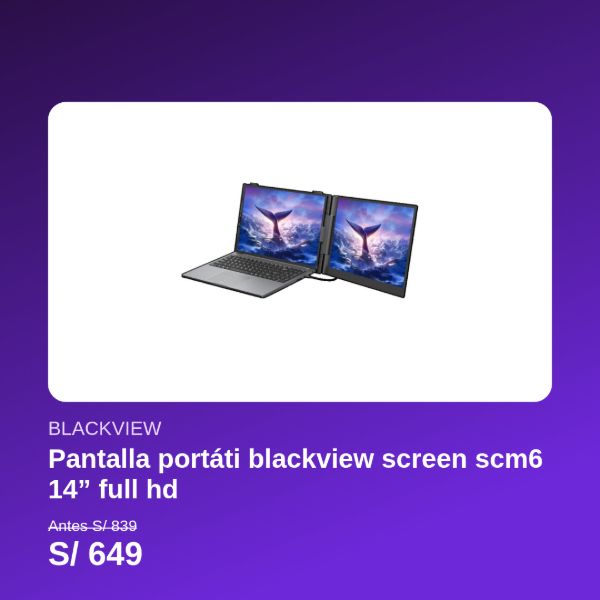 BLACKVIEW
Pantalla portáti blackview screen scm6
14” full hd
Antes S/ 839
S/ 649